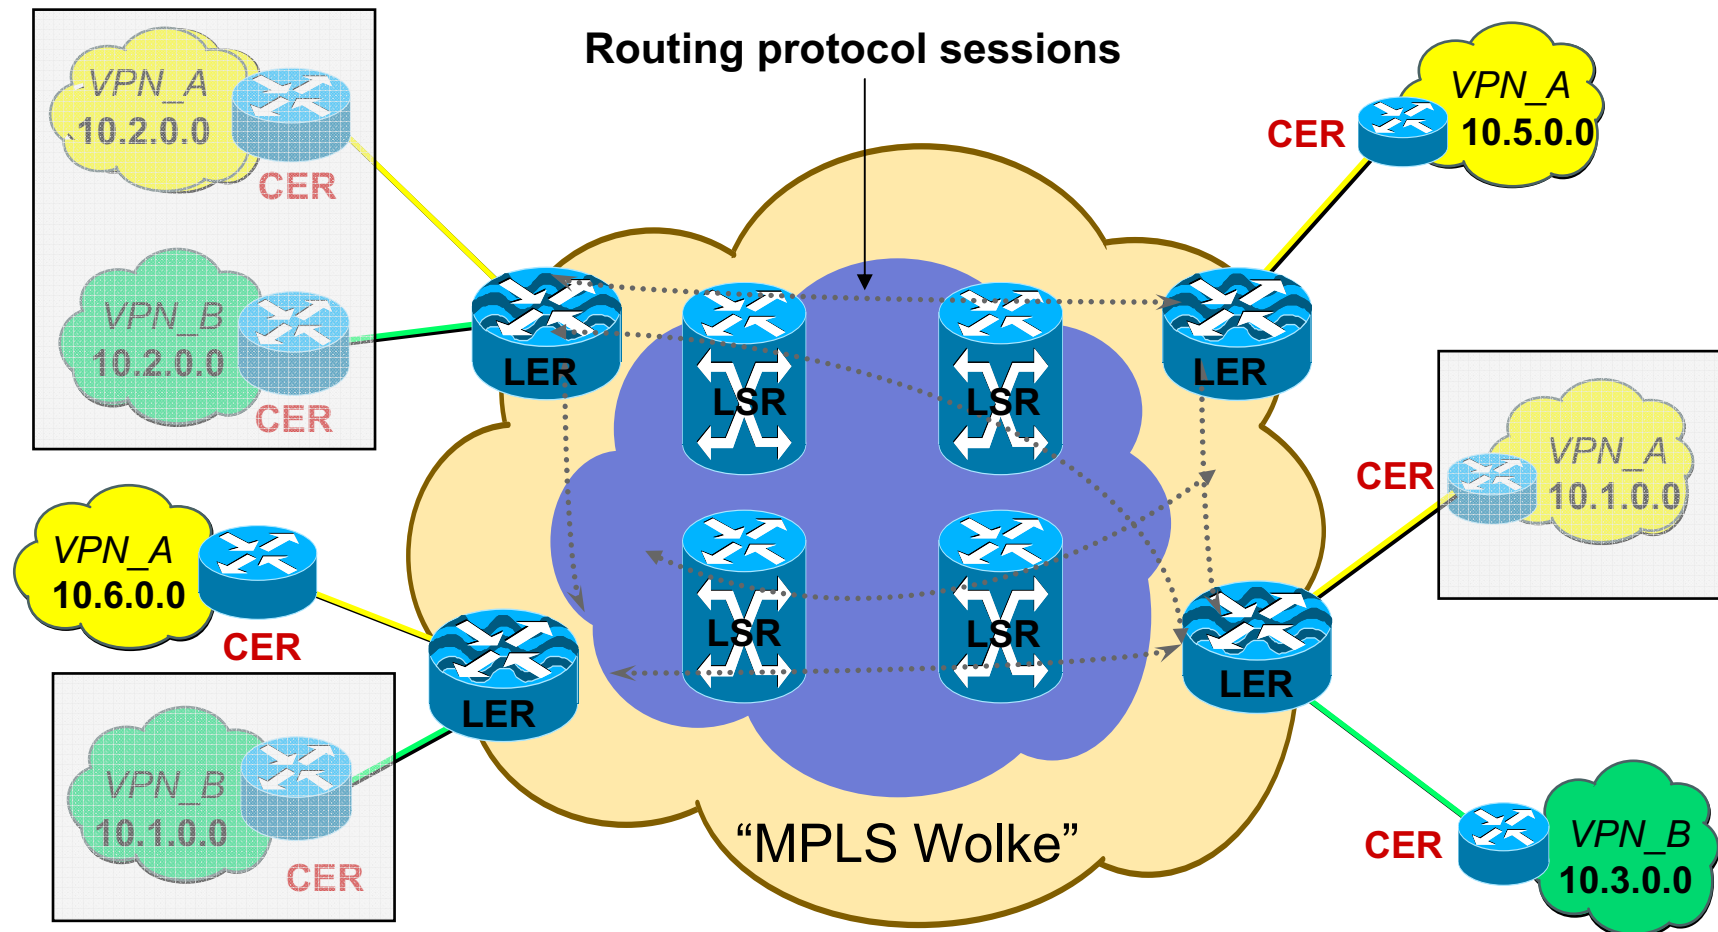 Routing protocol sessions
VPN_A
10.2.0.0
CER
VPN_B
10.2.0.0
CER
VPN_A
10.5.0.0
CER
LER
LSR
LSR
LER
VPN_A
10.1.0.0
CER
VPN_A
10.6.0.0
CER
LER
LSR
LSR
LER
VPN_B
10.1.0.0
CER
“MPLS Wolke”
VPN_B
10.3.0.0
CER